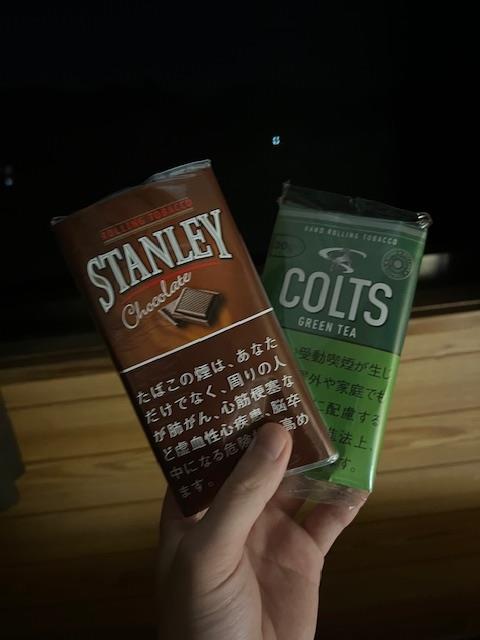 ROLLING TOBACCO
STANLEY
Chocolate
たばこの煙は、あなた
だけでなく、周りの人
が肺がん、心筋梗塞な
ど虚血性心疾患、脳卒
中になる危険 高め
ます。
HAND ROLLING TOBACCO
COLTS
GREEN TEA
受動喫煙が生じ
外や家庭でも
に配慮する
法上、
す。